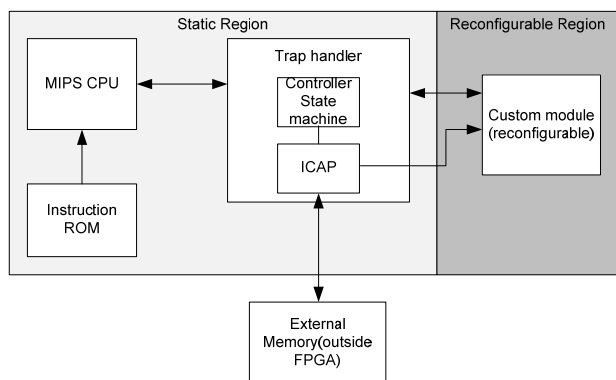 Static Region
Reconfigurable Region
Trap handler
MIPS CPU
Controller
State
machine
Custom module
(reconfigurable)
ICAP
Instruction
ROM
External
Memory(outside
FPGA)